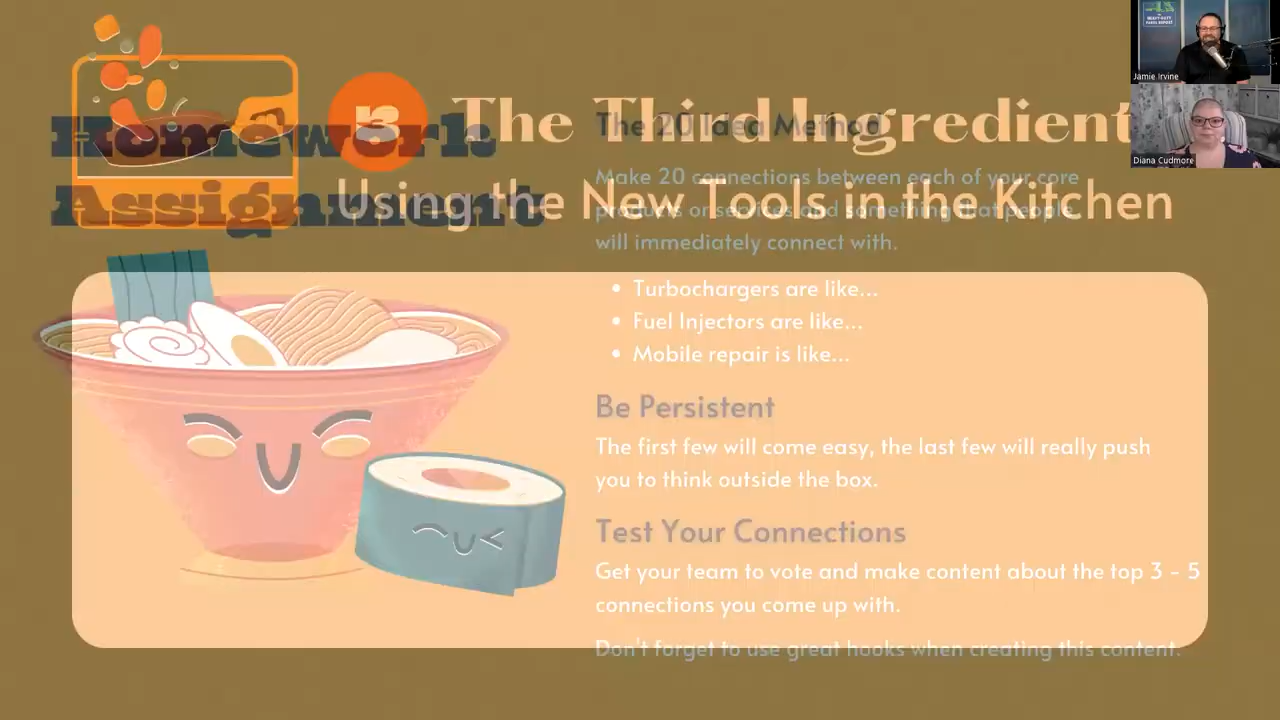 Homework
Assignment
3
The Third Ingredient
Using the New Tools in the Kitchen
The 20 Idea Method
Make 20 connections between each of your core
products or services and something that people
will immediately connect with.
• Turbochargers are like...
• Fuel Injectors are like...
• Mobile repair is like...
Be Persistent
The first few will come easy, the last few will really push
you to think outside the box.
Test Your Connections
Get your team to vote and make content about the top 3 - 5
connections you come up with.
Don't forget to use great hooks when creating this content.
Jamie Irvine
Diana Cudmore